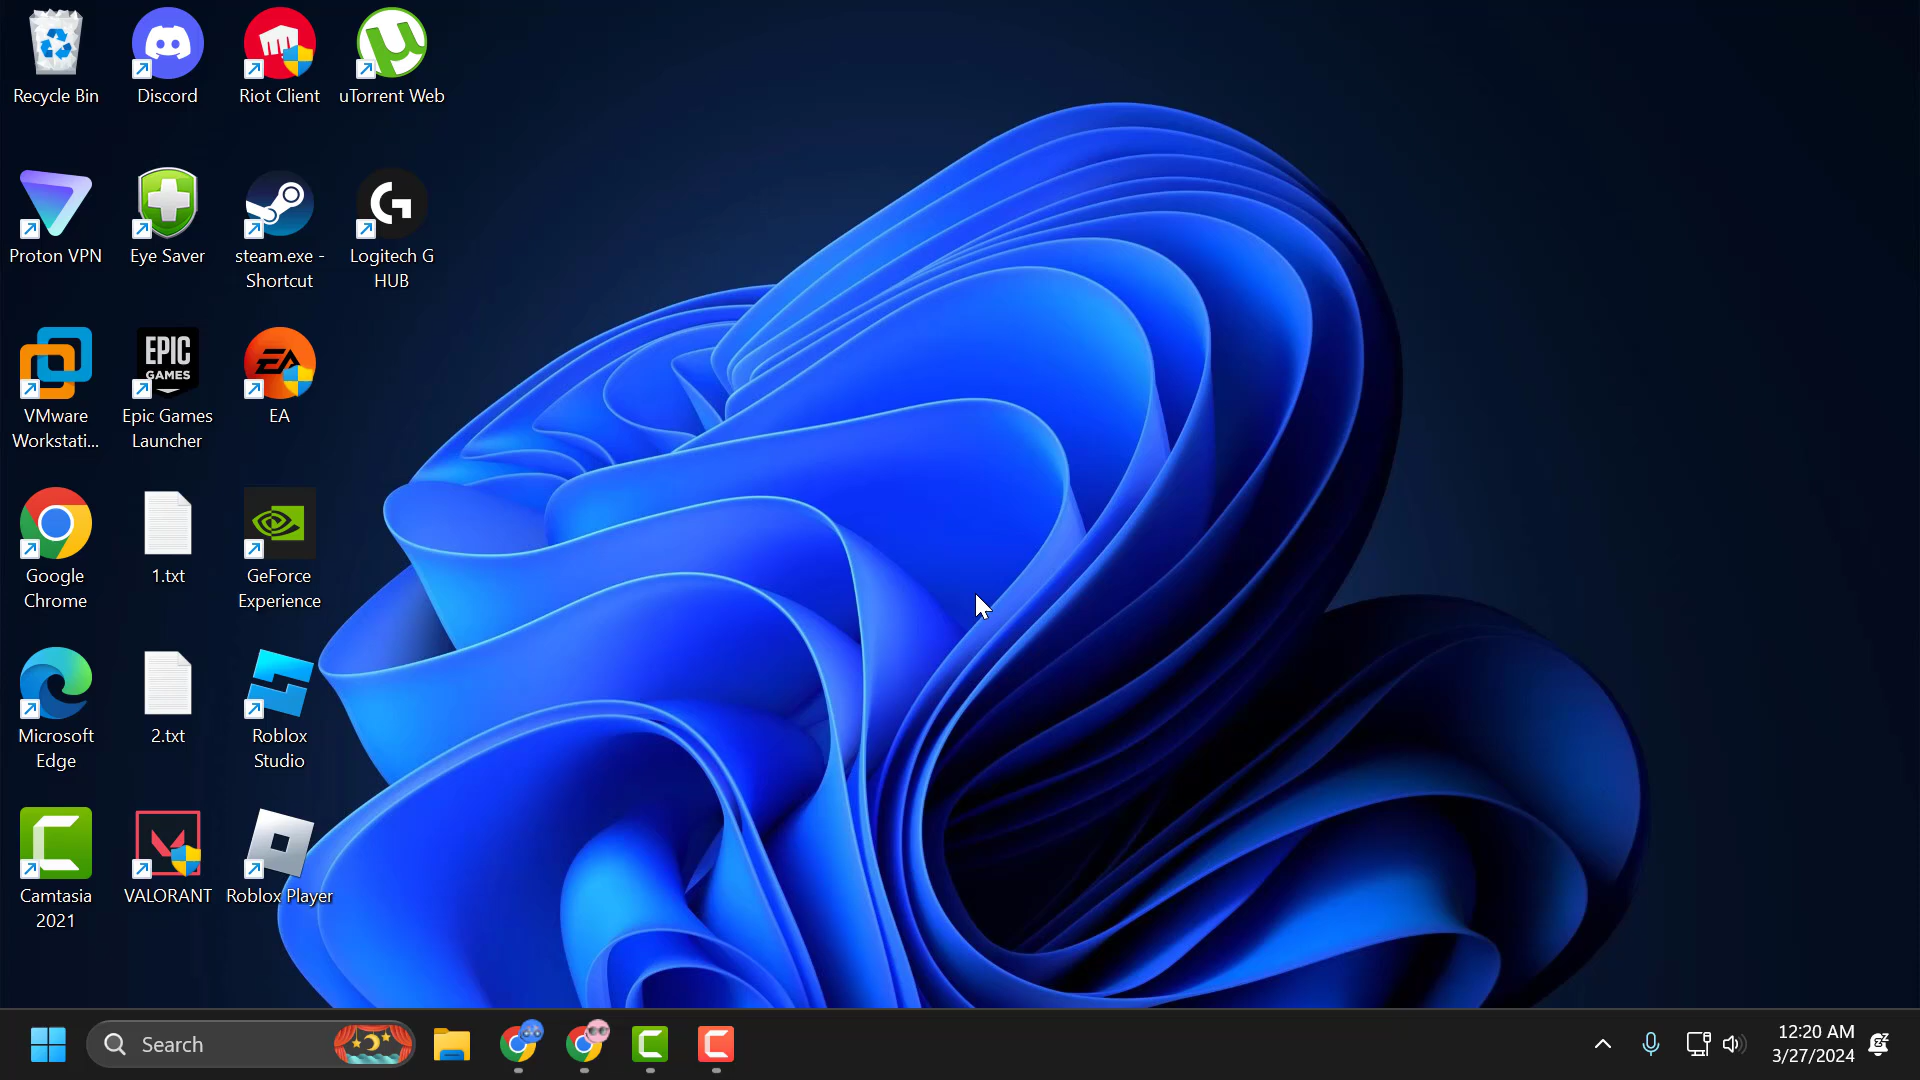 Recycle Bin
Discord
Riot Client
uTorrent Web
Proton VPN
Eye Saver
steam.exe -
Shortcut
Logitech G
HUB
VMware
Workstati...
EPIC
GAMES
Epic Games
Launcher
EA
EA
Google
Chrome
1.txt
GeForce
Experience
Microsoft
Edge
2.txt
Roblox
Studio
Camtasia
2021
VALORANT
Roblox Player
Search
12:20 AM
3/27/2024